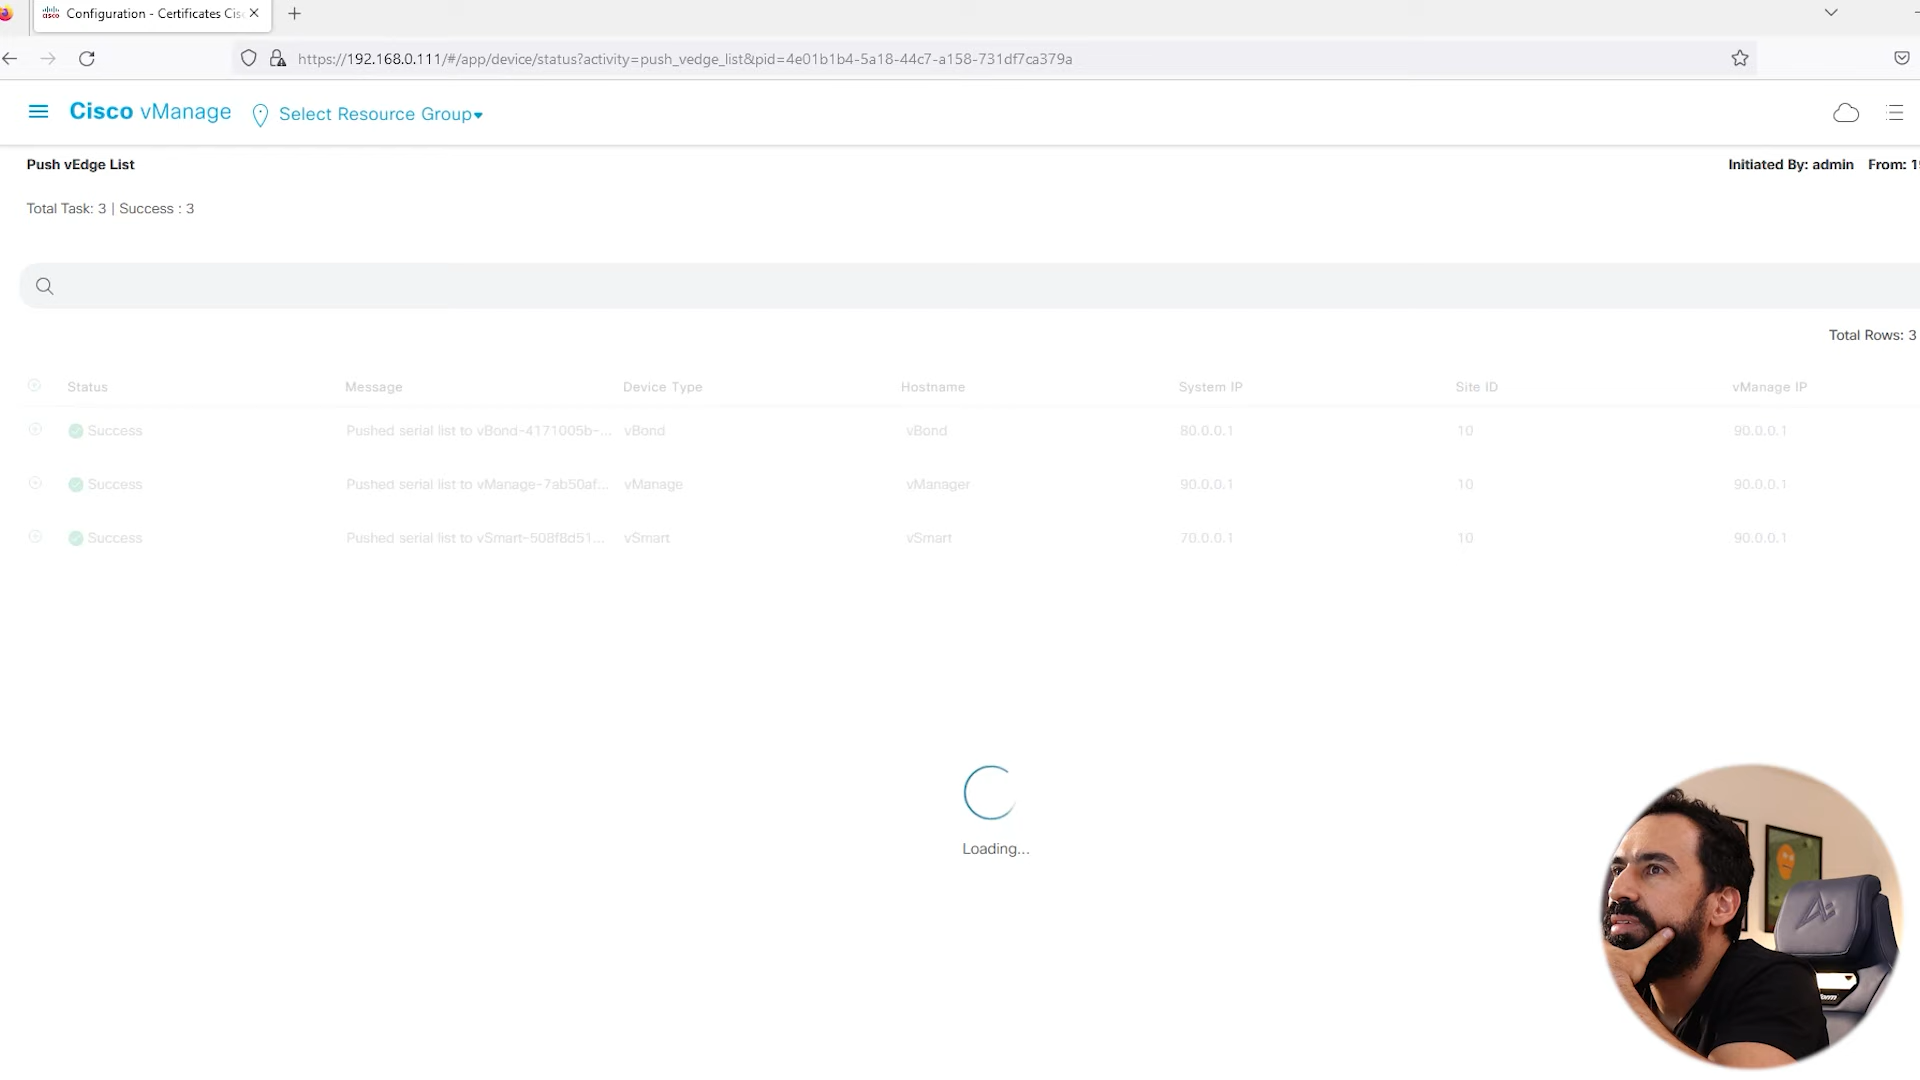 Configuration - Certificates Cis
https://192.168.0.111/#/app/device/status?activity=push_vedge_list&pid=4e01b1b4-5a18-44c7-a158-731df7ca379a
Cisco vManage
Select Resource Group
Push vEdge List
Initiated By: admin From: 1
Total Task: 3 | Success : 3
Total Rows: 3
Status Message Device Type Hostname System IP Site ID vManage IP
Success Pushed serial list to vBond-4171005b-... vBond vBond 80.0.0.1 10 90.0.0.1
Success Pushed serial list to vManage-7ab50af... vManage vManager 90.0.0.1 10 90.0.0.1
Success Pushed serial list to vSmart-508f8d51... vSmart vSmart 70.0.0.1 10 90.0.0.1
Loading...